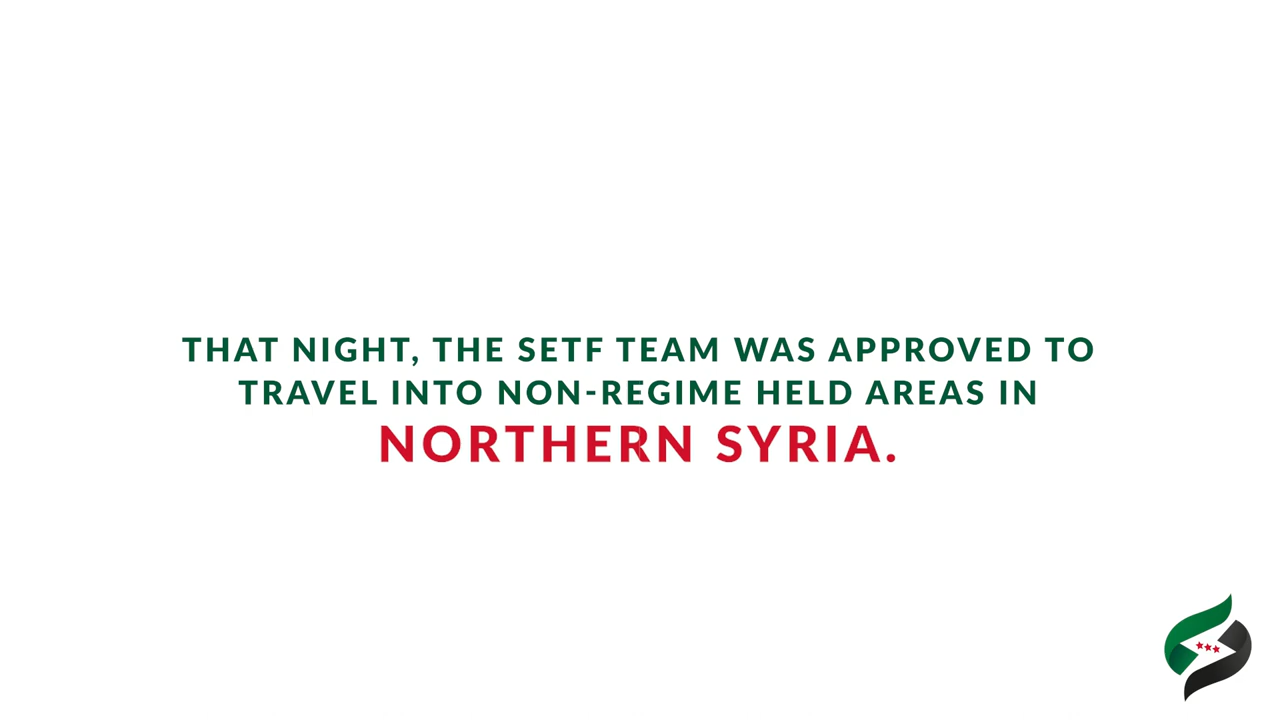 THAT NIGHT, THE SETF TEAM WAS APPROVED TO
TRAVEL INTO NON-REGIME HELD AREAS IN
NORTHERN SYRIA.